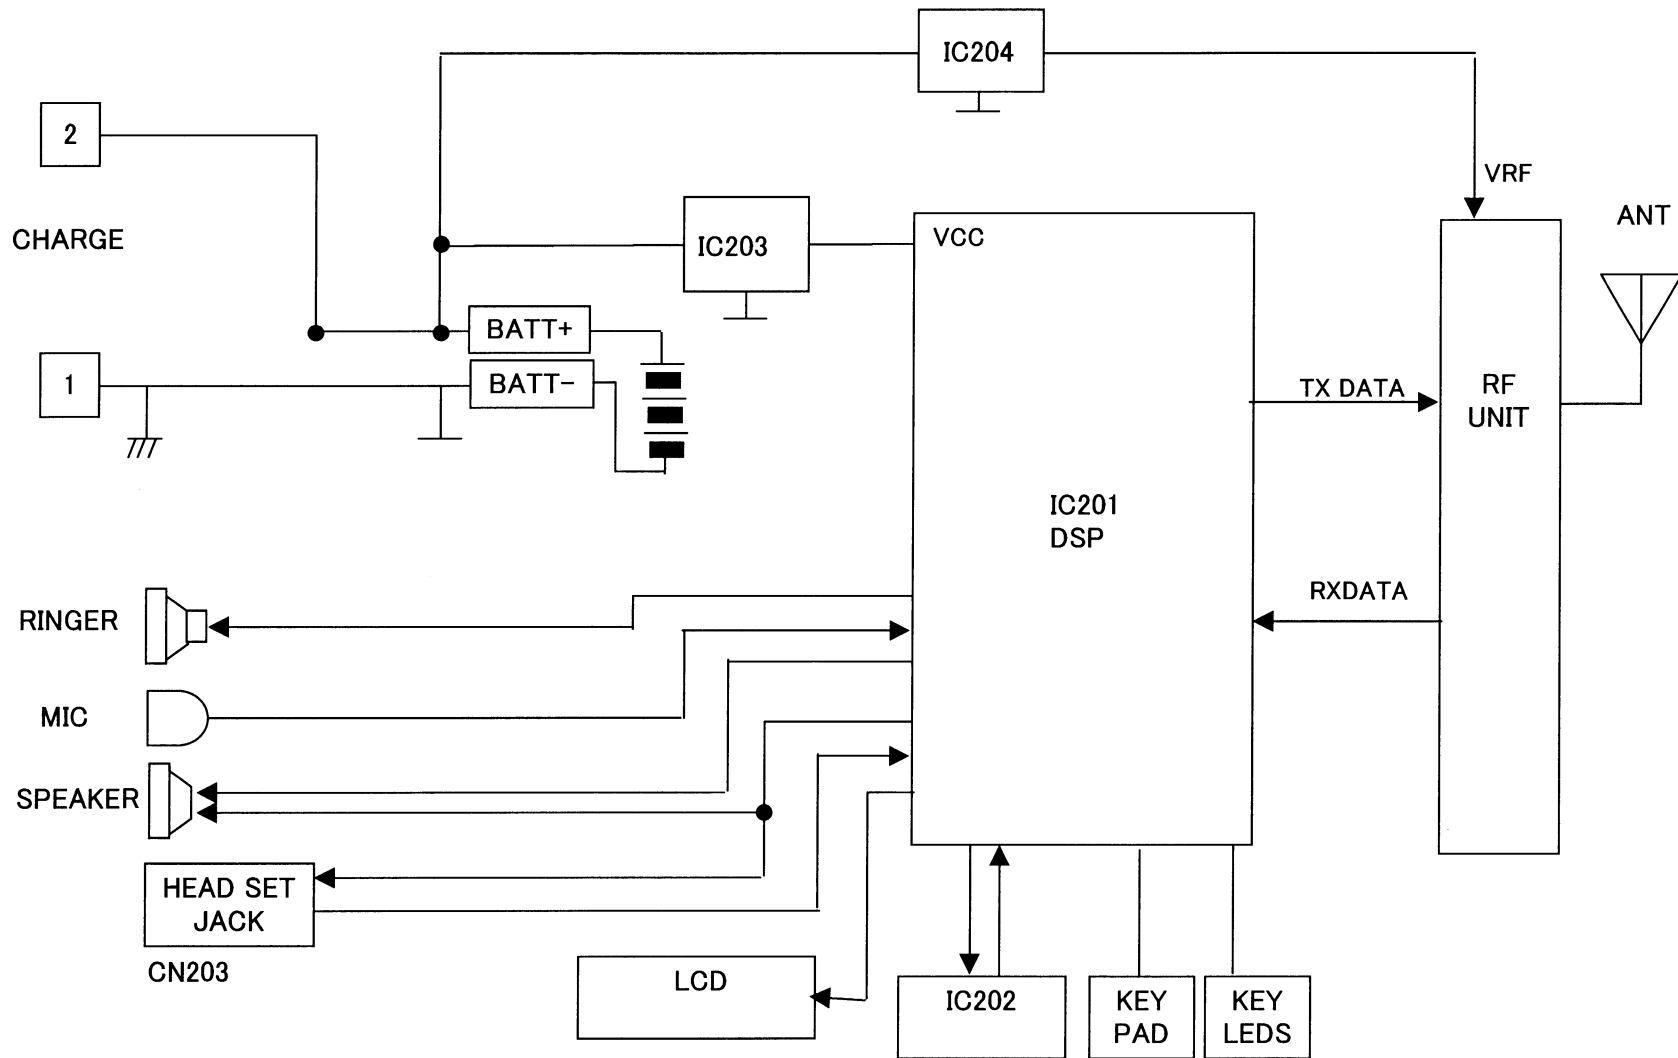 IC204
2
VRF
ANT
CHARGE
IC203
VCC
BATT+
BATT-
1
TX DATA
RF
UNIT
IC201
DSP
RXDATA
RINGER
MIC
SPEAKER
HEAD SET
JACK
CN203
LCD
IC202
KEY
PAD
KEY
LEDS